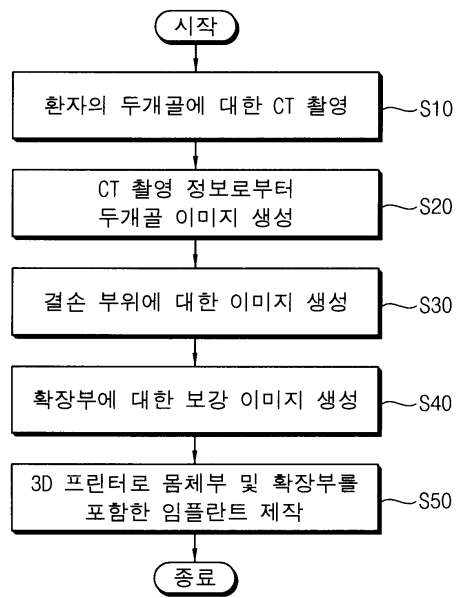 시작
환자의 두개골에 대한 CT 촬영
S10
CT 촬영 정보로부터
두개골 이미지 생성
S20
결손 부위에 대한 이미지 생성
S30
확장부에 대한 보강 이미지 생성
S40
3D 프린터로 몸체부 및 확장부를
포함한 임플란트 제작
S50
종료